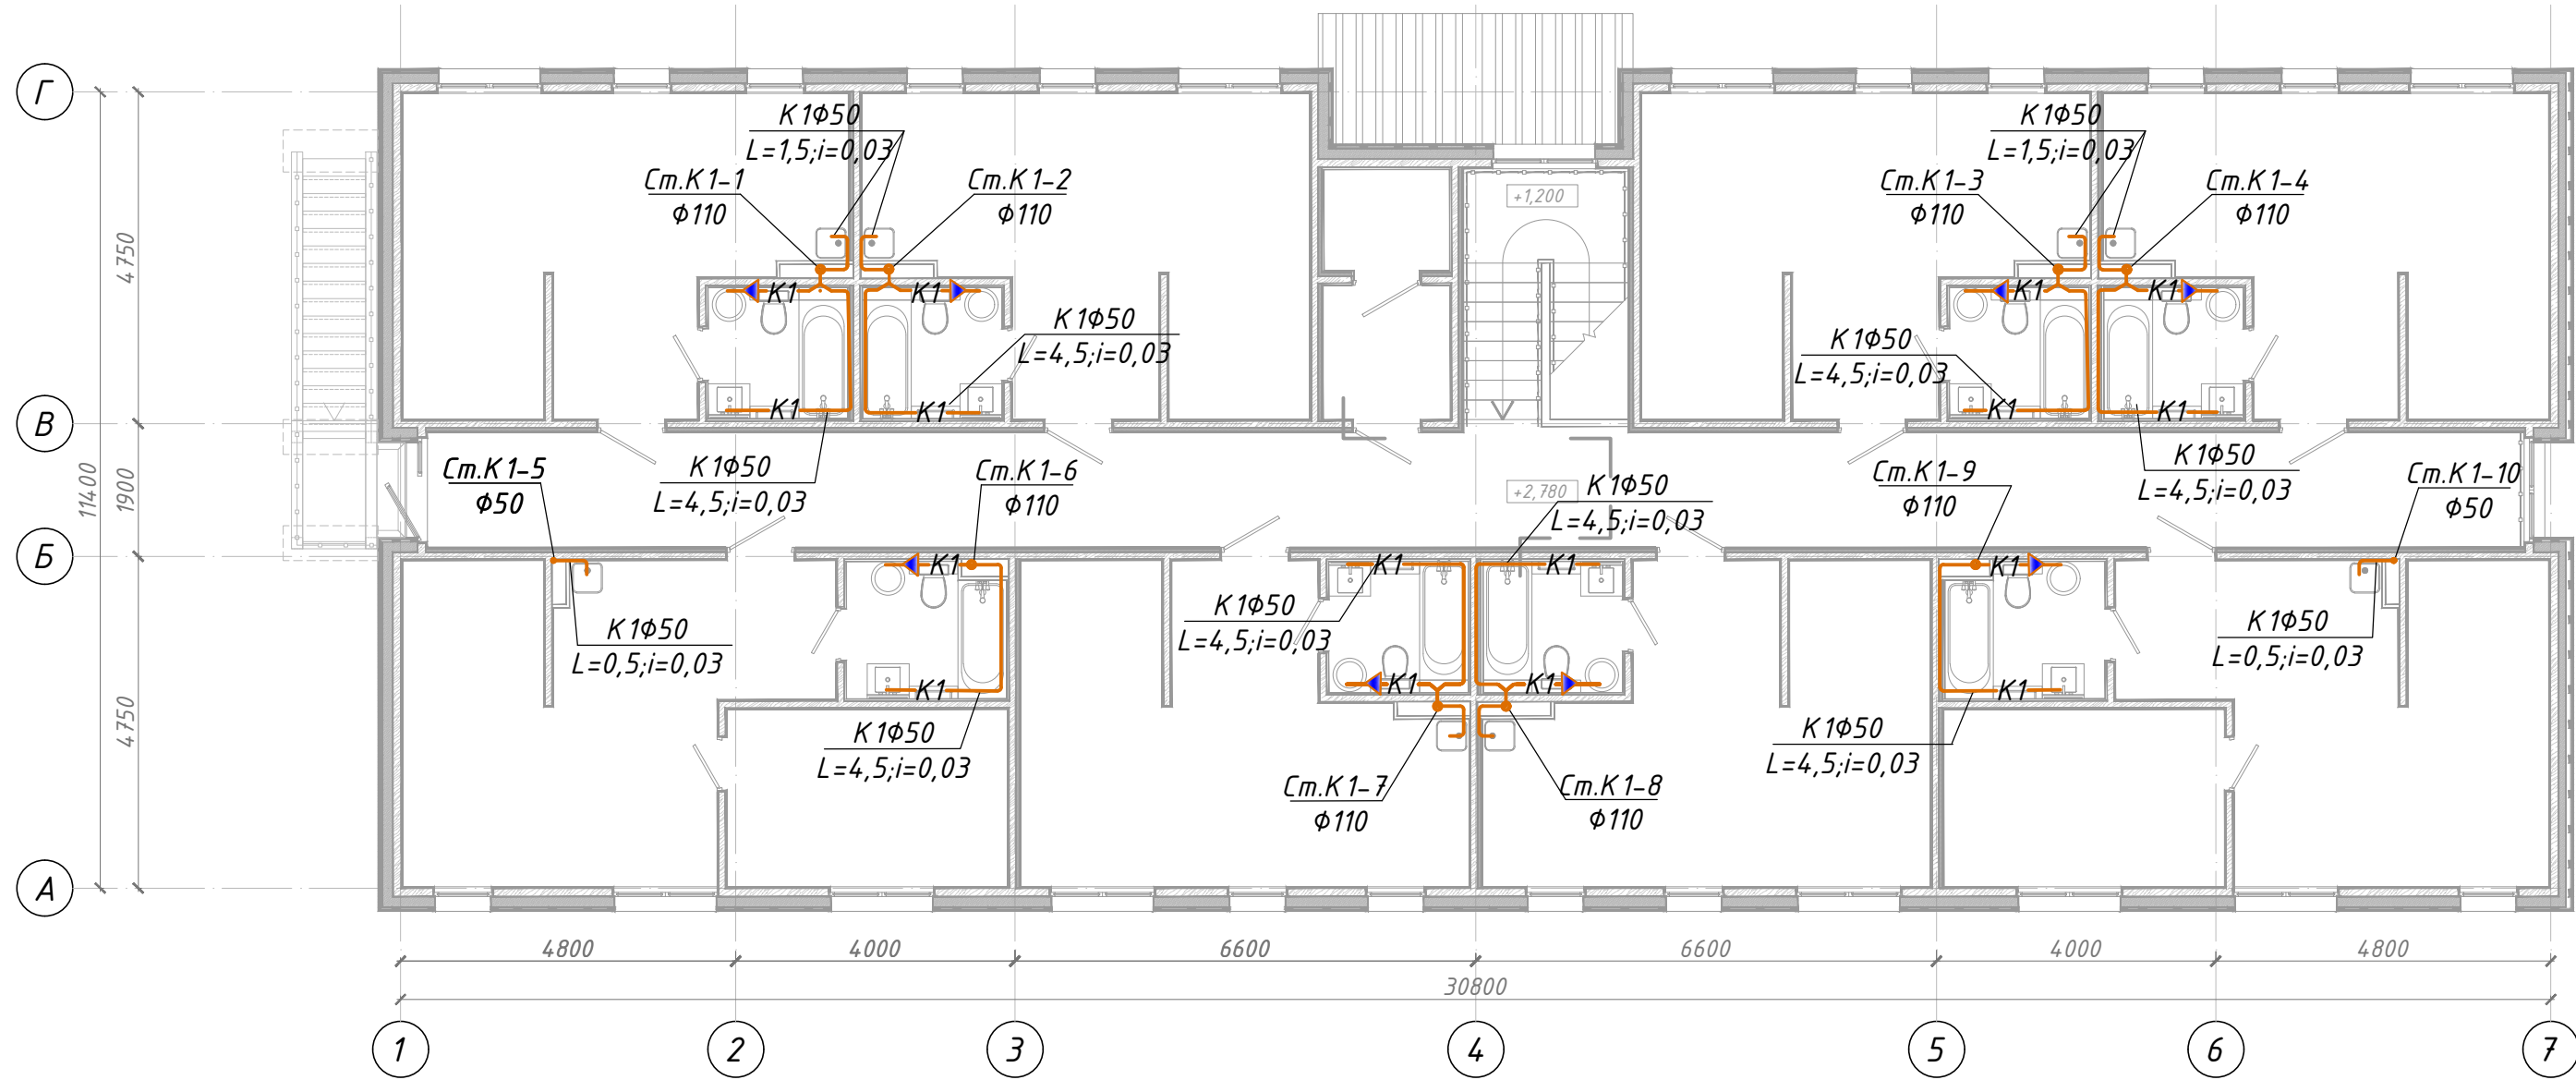 Г
К1Ф50
L=1,5;i=0,03
К1Ф50
L=1,5;i=0,03
Ст.К1-1
Ф110
Ст.К1-2
Ф110
+1,200
Ст.К1-3
Ф110
Ст.К1-4
Ф110
4750
К1
К1
К1
К1
К1Ф50
L=4,5;i=0,03
К1Ф50
L=4,5;i=0,03
К1
К1
К1
К1
В
Ст.К1-5
Ф50
К1Ф50
L=4,5;i=0,03
Ст.К1-6
Ф110
+2,780
К1Ф50
L=4,5;i=0,03
Ст.К1-9
Ф110
К1Ф50
L=4,5;i=0,03
Ст.К1-10
Ф50
11400
1900
Б
К1
К1
К1
К1
К1Ф50
L=0,5;i=0,03
К1Ф50
L=4,5;i=0,03
К1Ф50
L=0,5;i=0,03
К1
К1
К1
К1
4750
К1Ф50
L=4,5;i=0,03
К1Ф50
L=4,5;i=0,03
Ст.К1-7
Ф110
Ст.К1-8
Ф110
А
4800
4000
6600
6600
4000
4800
30800
1
2
3
4
5
6
7